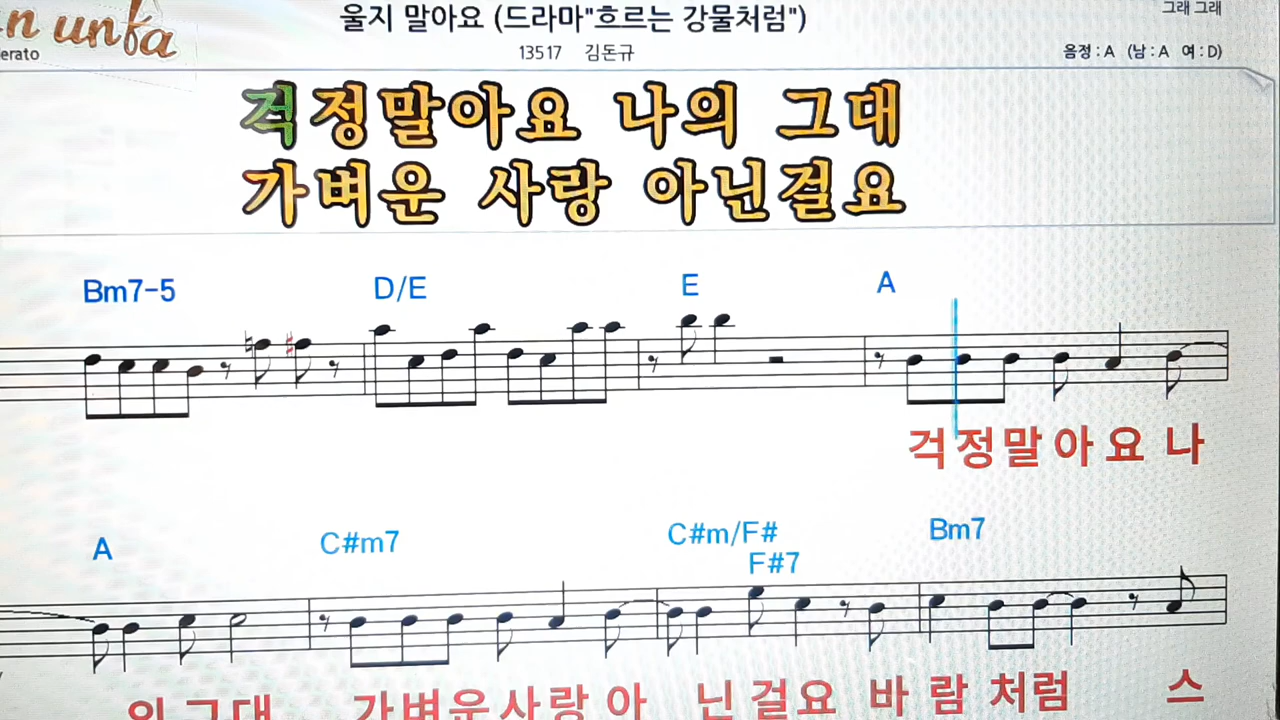 울지 말아요 (드라마"흐르는 강물처럼")
그래 그래
erato
13517 김돈규
음정 : A (남 : A 여 : D)
걱정말아요 나의 그대
가벼운 사랑 아닌걸요
Bm7-5 D/E E A
걱정말아요 나
A C#m7 C#m/F# Bm7
F#7
의그대 가벼운사랑아 닌걸요 바람처럼 스